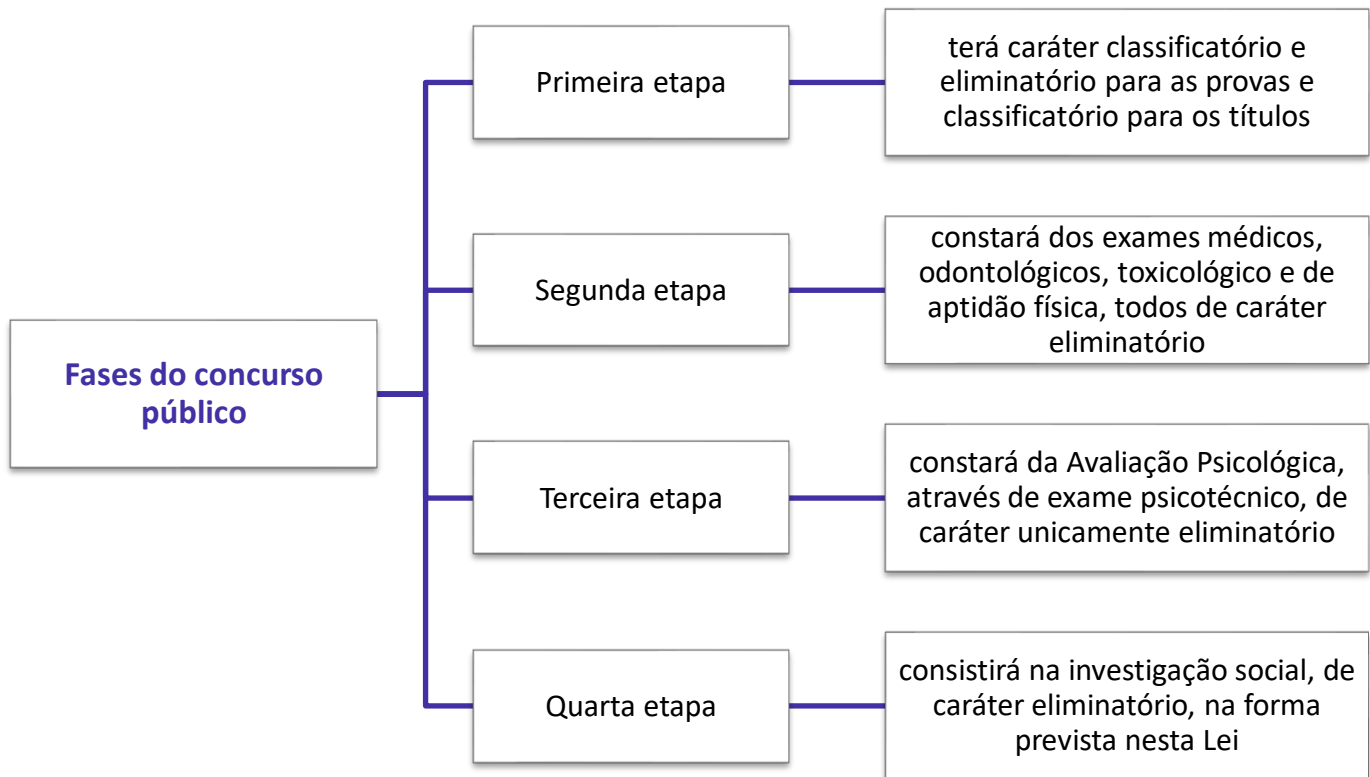 Fases do concurso
público
Primeira etapa
terá caráter classificatório e
eliminatório para as provas e
classificatório para os títulos
Segunda etapa
constará dos exames médicos,
odontológicos, toxicológico e de
aptidão física, todos de caráter
eliminatório
Terceira etapa
constará da Avaliação Psicológica,
através de exame psicotécnico, de
caráter unicamente eliminatório
Quarta etapa
consistirá na investigação social, de
caráter eliminatório, na forma
prevista nesta Lei